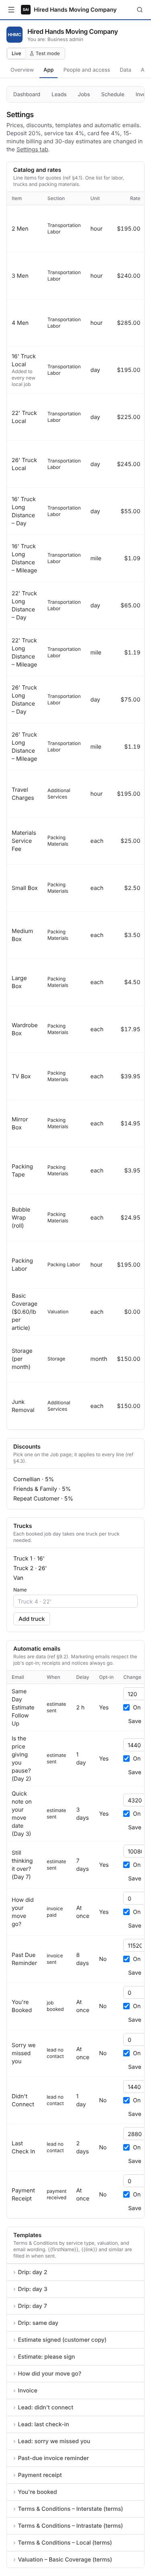 SAI Hired Hands Moving Company
HHMC
Hired Hands Moving Company
You are: Business admin
Live Test mode
Overview App People and access Data A
Dashboard Leads Jobs Schedule Inv
Settings
Prices, discounts, templates and automatic emails.
Deposit 20%, service tax 4%, card fee 4%, 15-
minute billing and 30-day estimates are changed in
the Settings tab.
Catalog and rates
Line items for quotes (ref §4.1). One list for labor,
trucks and packing materials.
Item Section Unit Rate
2 Men Transportation Labor hour $195.00
3 Men Transportation Labor hour $240.00
4 Men Transportation Labor hour $285.00
16' Truck Local Added to every new local job Transportation Labor day $195.00
22' Truck Local Transportation Labor day $225.00
26' Truck Local Transportation Labor day $245.00
16' Truck Long Distance – Day Transportation Labor day $55.00
16' Truck Long Distance – Mileage Transportation Labor mile $1.09
22' Truck Long Distance – Day Transportation Labor day $65.00
22' Truck Long Distance – Mileage Transportation Labor mile $1.19
26' Truck Long Distance – Day Transportation Labor day $75.00
26' Truck Long Distance – Mileage Transportation Labor mile $1.19
Travel Charges Additional Services hour $195.00
Materials Service Fee Packing Materials each $25.00
Small Box Packing Materials each $2.50
Medium Box Packing Materials each $3.50
Large Box Packing Materials each $4.50
Wardrobe Box Packing Materials each $17.95
TV Box Packing Materials each $39.95
Mirror Box Packing Materials each $14.95
Packing Tape Packing Materials each $3.95
Bubble Wrap (roll) Packing Materials each $24.95
Packing Labor Packing Labor hour $195.00
Basic Coverage ($0.60/lb per article) Valuation each $0.00
Storage (per month) Storage month $150.00
Junk Removal Additional Services each $150.00
Discounts
Pick one on the Job page; it applies to every line (ref
§4.3).
Cornellian · 5%
Friends & Family · 5%
Repeat Customer · 5%
Trucks
Each booked job day takes one truck per truck
needed.
Truck 1 · 16'
Truck 2 · 26'
Van
Name
Truck 4 · 22'
Add truck
Automatic emails
Rules are data (ref §8.2). Marketing emails respect the
job's opt-in; receipts and notices always go.
Email When Delay Opt-in Change
Same Day Estimate Follow Up estimate sent 2 h Yes 120 On Save
Is the price giving you pause? (Day 2) estimate sent 1 day Yes 1440 On Save
Quick note on your move date (Day 3) estimate sent 3 days Yes 4320 On Save
Still thinking it over? (Day 7) estimate sent 7 days Yes 10080 On Save
How did your move go? invoice paid At once Yes 0 On Save
Past Due Reminder invoice sent 8 days No 11520 On Save
You're Booked job booked At once No 0 On Save
Sorry we missed you lead no contact At once No 0 On Save
Didn't Connect lead no contact 1 day No 1440 On Save
Last Check In lead no contact 2 days No 2880 On Save
Payment Receipt payment received At once No 0 On Save
Templates
Terms & Conditions by service type, valuation, and
email wording. {{firstName}}, {{link}} and similar are
filled in when sent.
Drip: day 2
Drip: day 3
Drip: day 7
Drip: same day
Estimate signed (customer copy)
Estimate: please sign
How did your move go?
Invoice
Lead: didn't connect
Lead: last check-in
Lead: sorry we missed you
Past-due invoice reminder
Payment receipt
You're booked
Terms & Conditions – Interstate (terms)
Terms & Conditions – Intrastate (terms)
Terms & Conditions – Local (terms)
Valuation – Basic Coverage (terms)